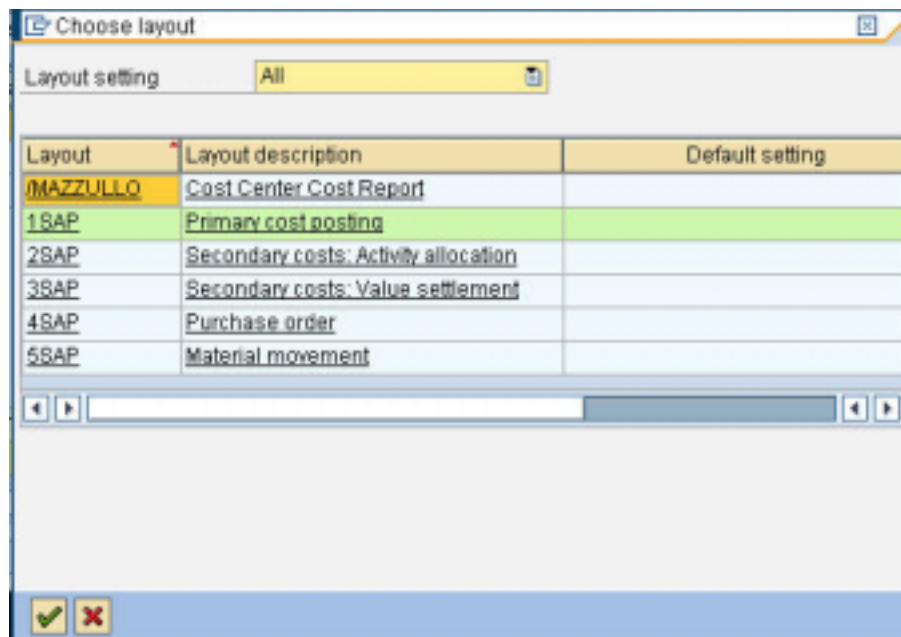 Choose layout
Layout setting All
Layout Layout description Default setting
/MAZZULLO Cost Center Cost Report
1SAP Primary cost posting
2SAP Secondary costs: Activity allocation
3SAP Secondary costs: Value settlement
4SAP Purchase order
5SAP Material movement